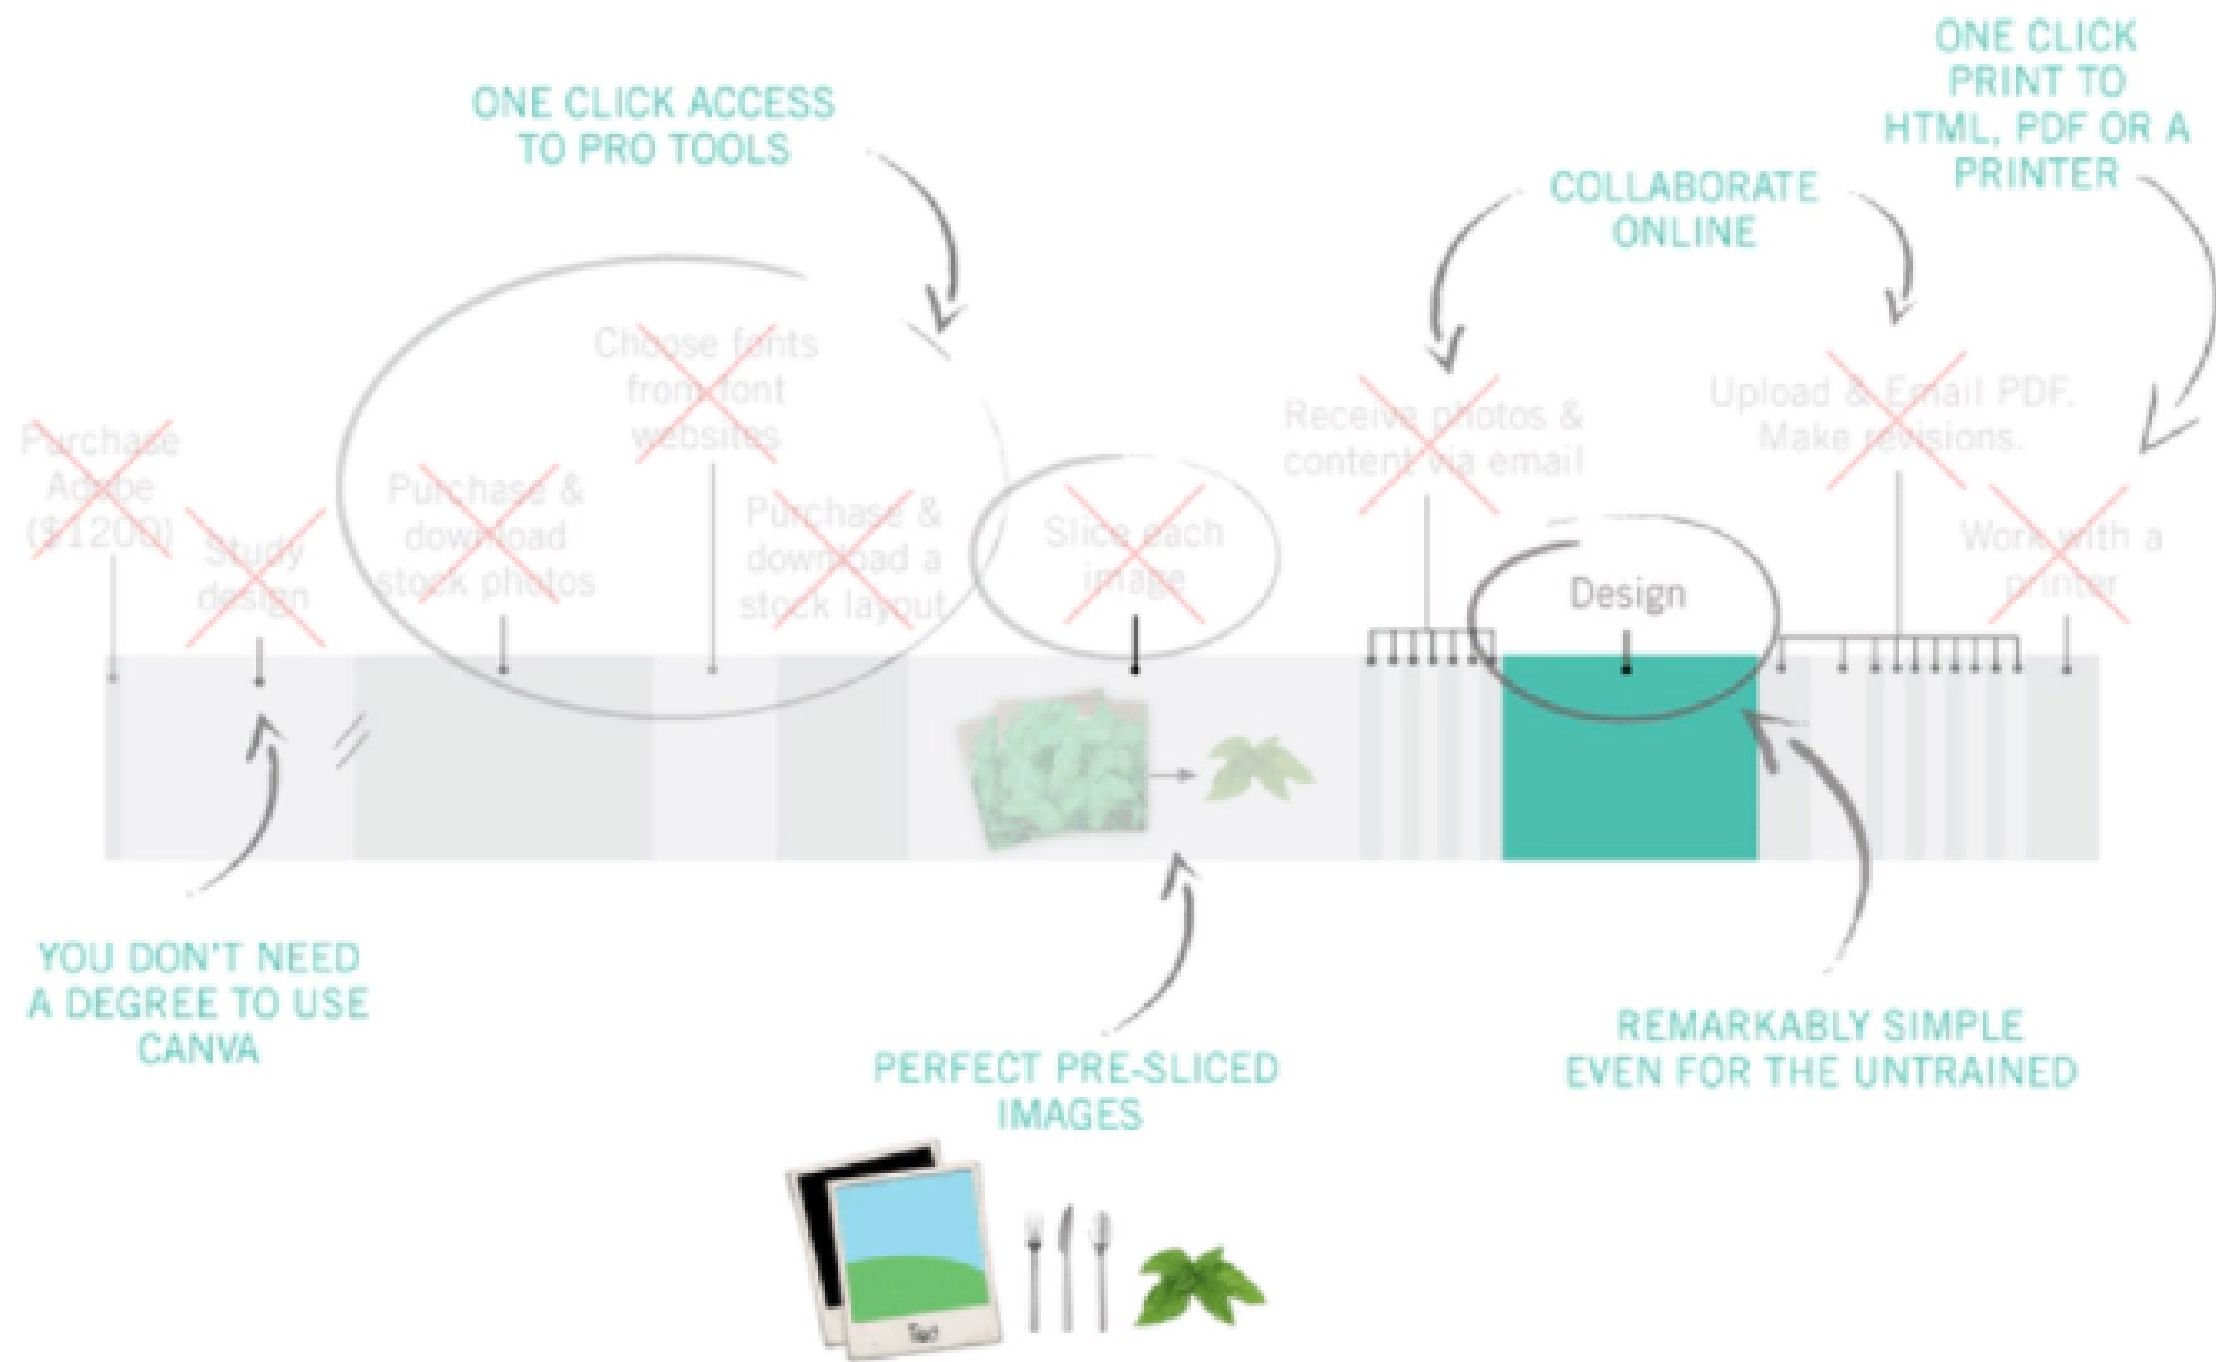 ONE CLICK
PRINT TO
HTML, PDF OR A
PRINTER
ONE CLICK ACCESS
TO PRO TOOLS
COLLABORATE
ONLINE
Choose fonts
from font
websites
Receive photos &
content via email
Upload & Email PDF.
Make revisions.
Purchase
Adobe
($1200)
Study
design
Purchase &
download
stock photos
Purchase &
download a
stock layout
Slice each
image
Design
Work with a
printer
YOU DON'T NEED
A DEGREE TO USE
CANVA
PERFECT PRE-SLICED
IMAGES
REMARKABLY SIMPLE
EVEN FOR THE UNTRAINED